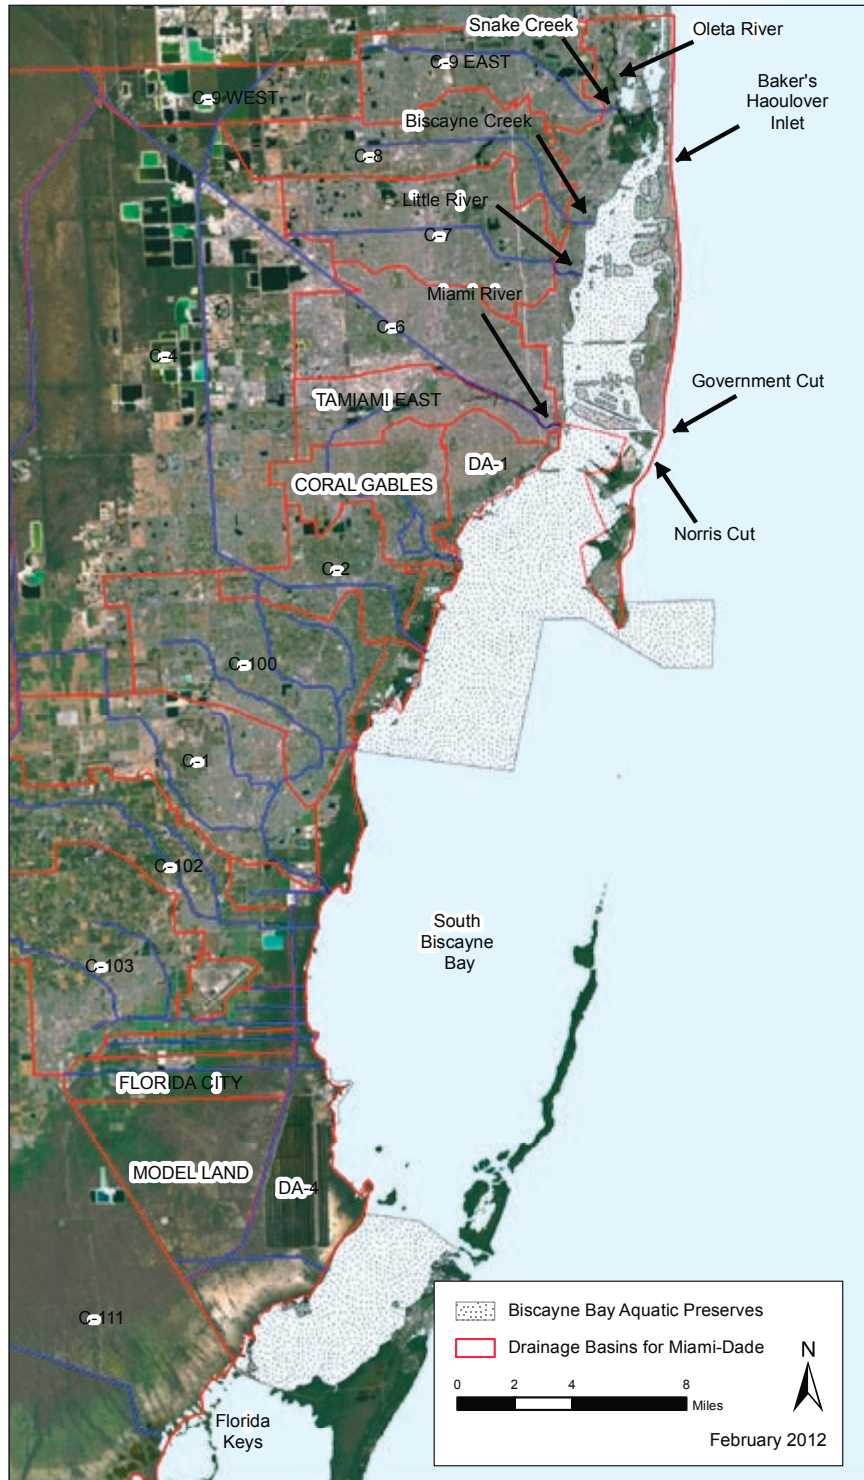 Snake Creek
Oleta River
C-9 EAST
Baker's
Haoulover
Inlet
C-9 WEST
Biscayne Creek
C-8
Little River
C-7
Miami River
C-6
C-4
Government Cut
TAMIAMI EAST
DA-1
CORAL GABLES
Norris Cut
C-2
C-100
C-1
C-102
South
Biscayne
Bay
C-103
FLORIDA CITY
MODEL LAND
DA-4
C-111
Biscayne Bay Aquatic Preserves
Drainage Basins for Miami-Dade
N
0 2 4 8
Miles
February 2012
Florida
Keys